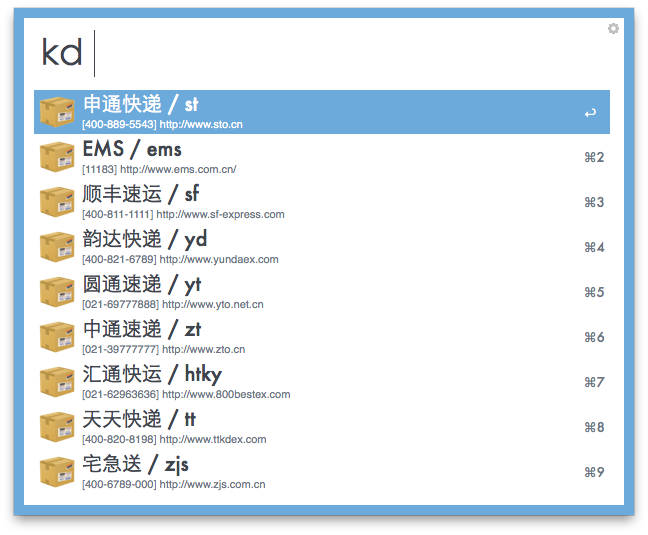 kd
申通快递 / st
[400-889-5543] http://www.sto.cn
EMS / ems
[11183] http://www.ems.com.cn/
⌘2
顺丰速运 / sf
[400-811-1111] http://www.sf-express.com
⌘3
韵达快递 / yd
[400-821-6789] http://www.yundaex.com
⌘4
圆通速递 / yt
[021-69777888] http://www.yto.net.cn
⌘5
中通速递 / zt
[021-39777777] http://www.zto.cn
⌘6
汇通快运 / htky
[021-62963636] http://www.800bestex.com
⌘7
天天快递 / tt
[400-820-8198] http://www.ttkdex.com
⌘8
宅急送 / zjs
[400-6789-000] http://www.zjs.com.cn
⌘9